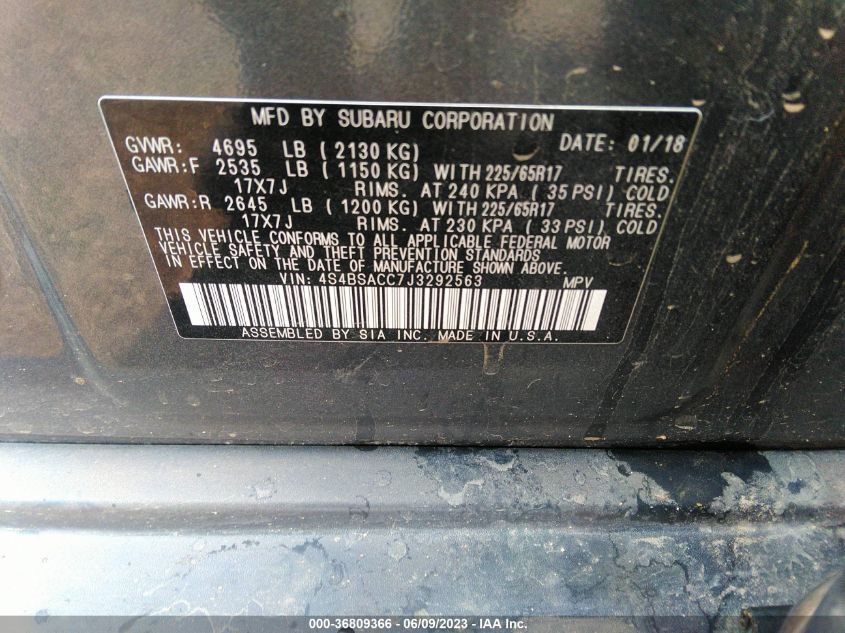 MFD BY SUBARU CORPORATION
GVWR: 4695 LB ( 2130 KG) DATE: 01/18
GAWR:F 2535 LB ( 1150 KG) WITH 225/65R17 TIRES.
17X7J RIMS. AT 240 KPA ( 35 PSI) COLD
GAWR:R 2645 LB ( 1200 KG) WITH 225/65R17 TIRES.
17X7J RIMS. AT 230 KPA ( 33 PSI) COLD
THIS VEHICLE CONFORMS TO ALL APPLICABLE FEDERAL MOTOR
VEHICLE SAFETY AND THEFT PREVENTION STANDARDS
IN EFFECT ON THE DATE OF MANUFACTURE SHOWN ABOVE.
VIN: 4S4BSACC7J3292563 MPV
ASSEMBLED BY SIA INC. MADE IN U.S.A.
000-36809366 - 06/09/2023 - IAA Inc.